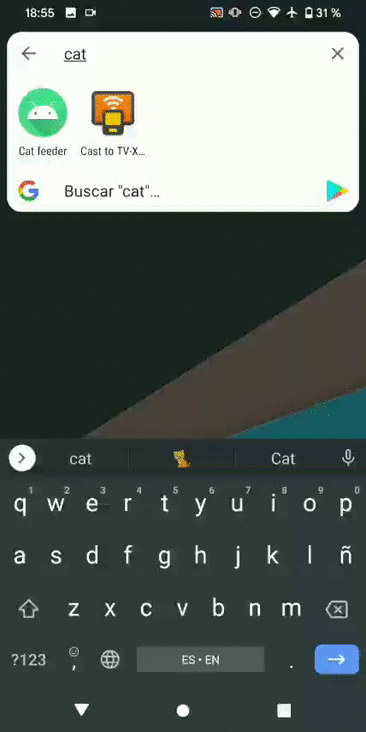 18:55 31 %
cat
Cat feeder Cast to TV-X...
Buscar "cat"...
cat Cat
1 2 3 4 5 6 7 8 9 0
q w e r t y u i o p
a s d f g h j k l ñ
z x c v b n m
?123 , ES • EN .